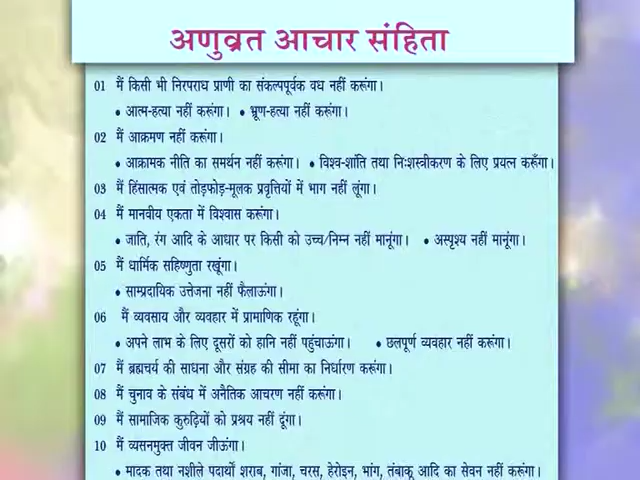 अणुव्रत आचार संहिता
01 मैं किसी भी निरपराध प्राणी का संकल्पपूर्वक वध नहीं करूंगा।
• आत्म-हत्या नहीं करूंगा। • भ्रूण-हत्या नहीं करूंगा।
02 मैं आक्रमण नहीं करूंगा।
• आक्रामक नीति का समर्थन नहीं करूंगा। • विश्व-शांति तथा निःशस्त्रीकरण के लिए प्रयत्न करूँगा।
03 मैं हिंसात्मक एवं तोड़फोड़-मूलक प्रवृत्तियों में भाग नहीं लूंगा।
04 मैं मानवीय एकता में विश्वास करूंगा।
• जाति, रंग आदि के आधार पर किसी को उच्च/निम्न नहीं मानूंगा। • अस्पृश्य नहीं मानूंगा।
05 मैं धार्मिक सहिष्णुता रखूंगा।
• साम्प्रदायिक उत्तेजना नहीं फैलाऊंगा।
06 मैं व्यवसाय और व्यवहार में प्रामाणिक रहूंगा।
• अपने लाभ के लिए दूसरों को हानि नहीं पहुंचाऊंगा। • छलपूर्ण व्यवहार नहीं करूंगा।
07 मैं ब्रह्मचर्य की साधना और संग्रह की सीमा का निर्धारण करूंगा।
08 मैं चुनाव के संबंध में अनैतिक आचरण नहीं करूंगा।
09 मैं सामाजिक कुरुढ़ियों को प्रश्रय नहीं दूंगा।
10 मैं व्यसनमुक्त जीवन जीऊंगा।
• मादक तथा नशीले पदार्थों शराब, गांजा, चरस, हेरोइन, भांग, तंबाकू आदि का सेवन नहीं करूंगा।